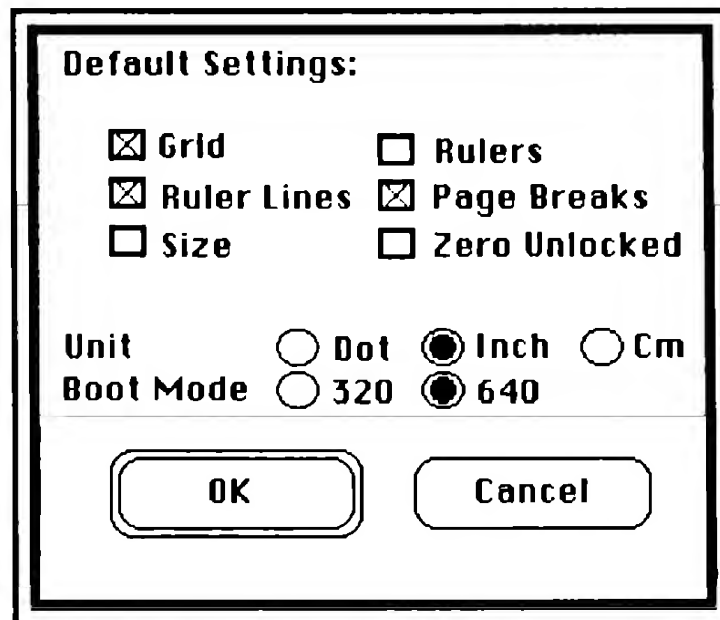 Default Settings:
Grid Rulers
Ruler Lines Page Breaks
Size Zero Unlocked
Unit Dot Inch Cm
Boot Mode 320 640
OK Cancel